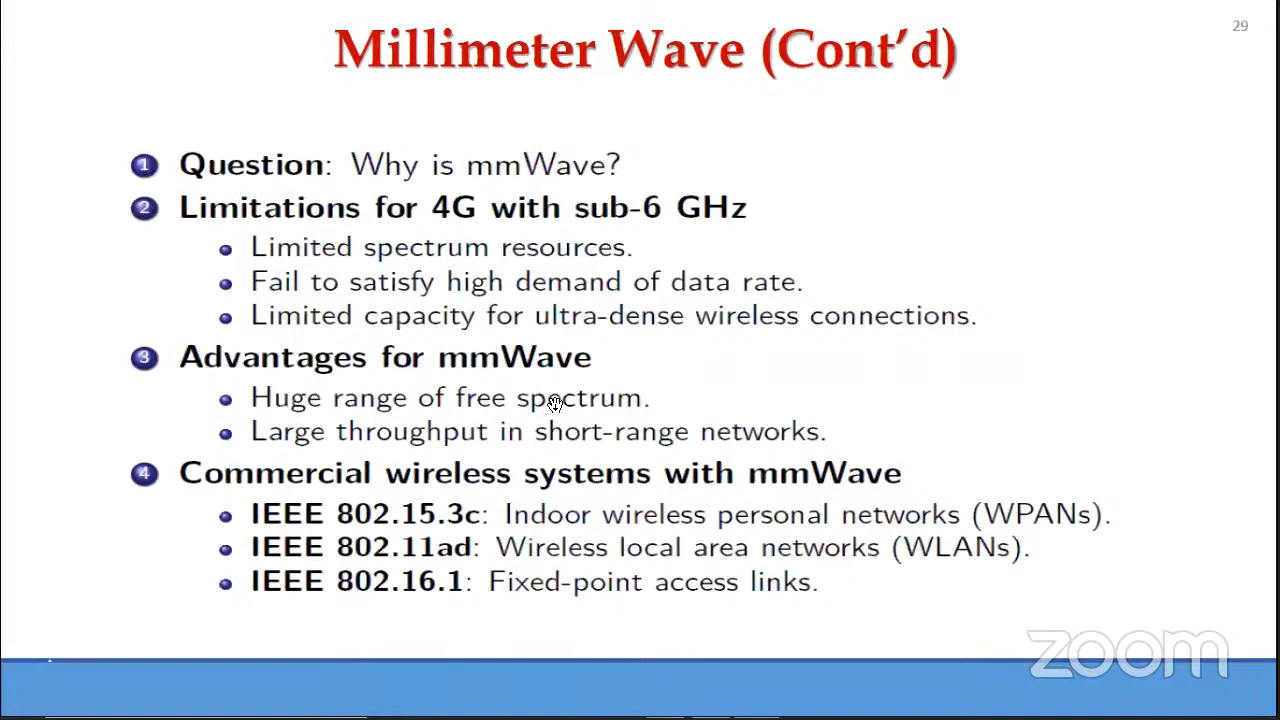 29
Millimeter Wave (Cont’d)
1 Question: Why is mmWave?
2 Limitations for 4G with sub-6 GHz
Limited spectrum resources.
Fail to satisfy high demand of data rate.
Limited capacity for ultra-dense wireless connections.
3 Advantages for mmWave
Huge range of free spectrum.
Large throughput in short-range networks.
4 Commercial wireless systems with mmWave
IEEE 802.15.3c: Indoor wireless personal networks (WPANs).
IEEE 802.11ad: Wireless local area networks (WLANs).
IEEE 802.16.1: Fixed-point access links.
zoom